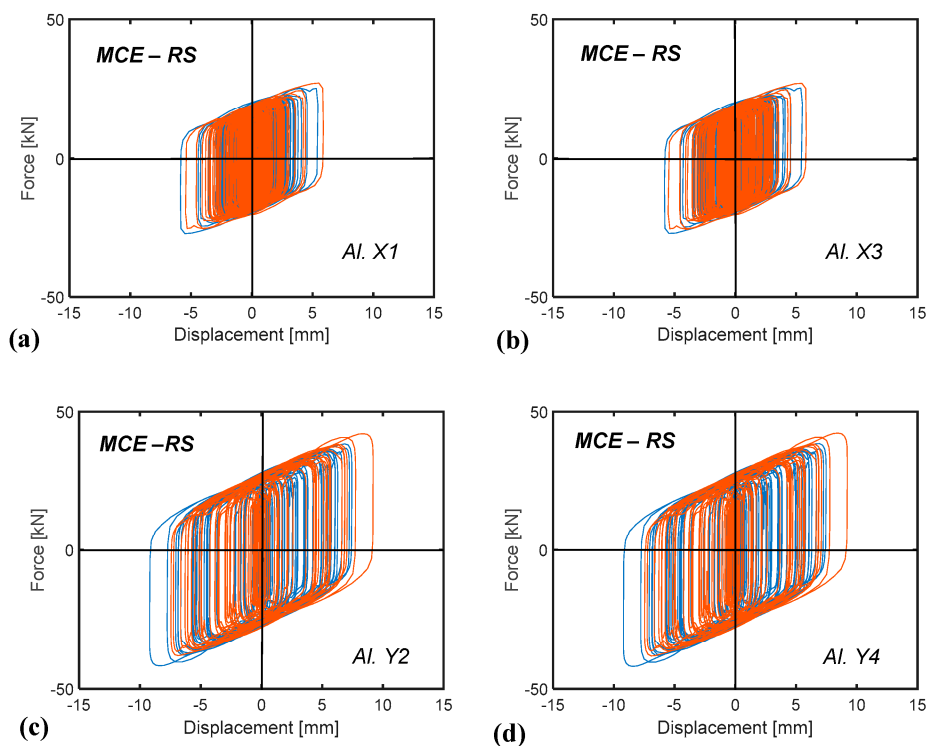 50
MCE – RS
Force [kN]
0
Al. X1
-50
-15 -10 -5 0 5 10 15
Displacement [mm]
(a)
50
MCE – RS
Force [kN]
0
Al. X3
-50
-15 -10 -5 0 5 10 15
Displacement [mm]
(b)
50
MCE –RS
Force [kN]
0
Al. Y2
-50
-15 -10 -5 0 5 10 15
Displacement [mm]
(c)
50
MCE – RS
Force [kN]
0
Al. Y4
-50
-15 -10 -5 0 5 10 15
Displacement [mm]
(d)